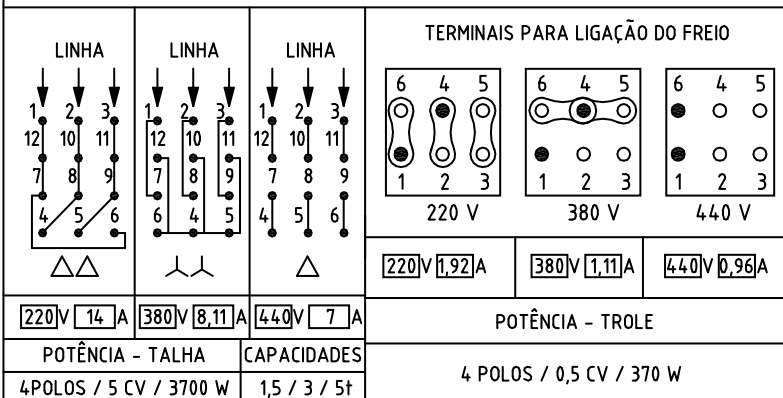 LINHA LINHA LINHA
1 2 3 1 2 3 1 2 3
12 10 11 12 10 11 12 10 11
7 8 9 7 8 9 7 8 9
4 5 6 6 4 5 4 5 6
220 V 14 A 380 V 8,11 A 440 V 7 A
POTÊNCIA - TALHA CAPACIDADES
4POLOS / 5 CV / 3700 W 1,5 / 3 / 5t
TERMINAIS PARA LIGAÇÃO DO FREIO
6 4 5 6 4 5 6 4 5
1 2 3 1 2 3 1 2 3
220 V 380 V 440 V
220 V 1,92 A 380 V 1,11 A 440 V 0,96 A
POTÊNCIA - TROLE
4 POLOS / 0,5 CV / 370 W